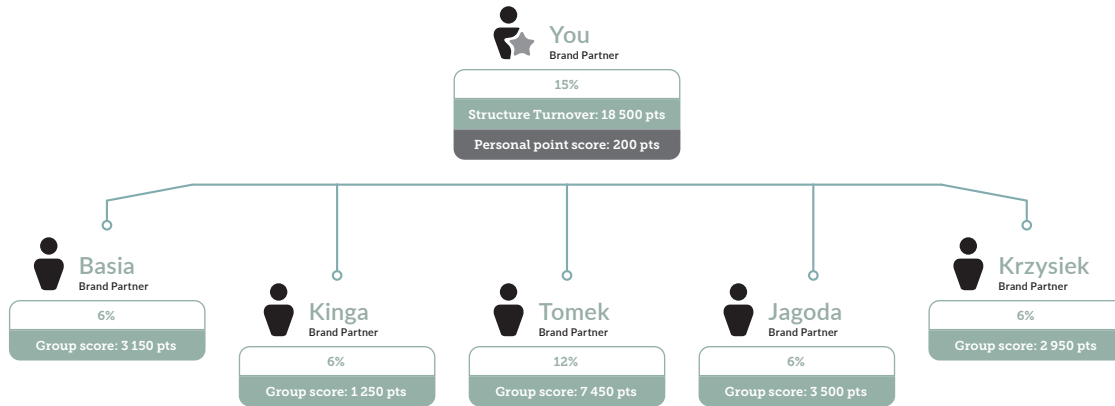 You
Brand Partner
15%
Structure Turnover: 18 500 pts
Personal point score: 200 pts
Basia
Brand Partner
6%
Group score: 3 150 pts
Kinga
Brand Partner
6%
Group score: 1 250 pts
Tomek
Brand Partner
12%
Group score: 7 450 pts
Jagoda
Brand Partner
6%
Group score: 3 500 pts
Krzysiek
Brand Partner
6%
Group score: 2 950 pts